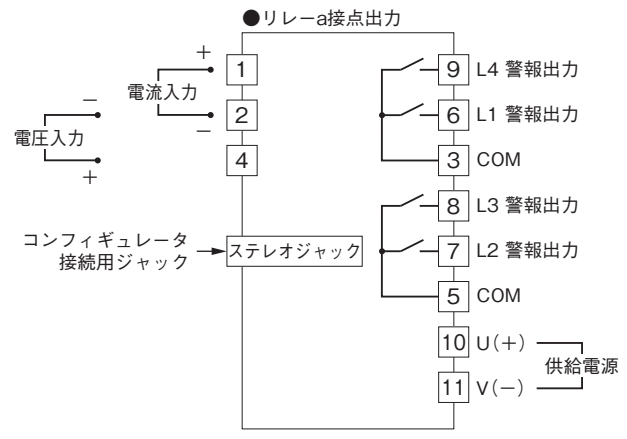 ●リレーa接点出力
+
電流入力
−
−
電圧入力
+
1
2
4
コンフィギュレータ
接続用ジャック
ステレオジャック
9 L4 警報出力
6 L1 警報出力
3 COM
8 L3 警報出力
7 L2 警報出力
5 COM
10 U(+)
11 V(−)
供給電源